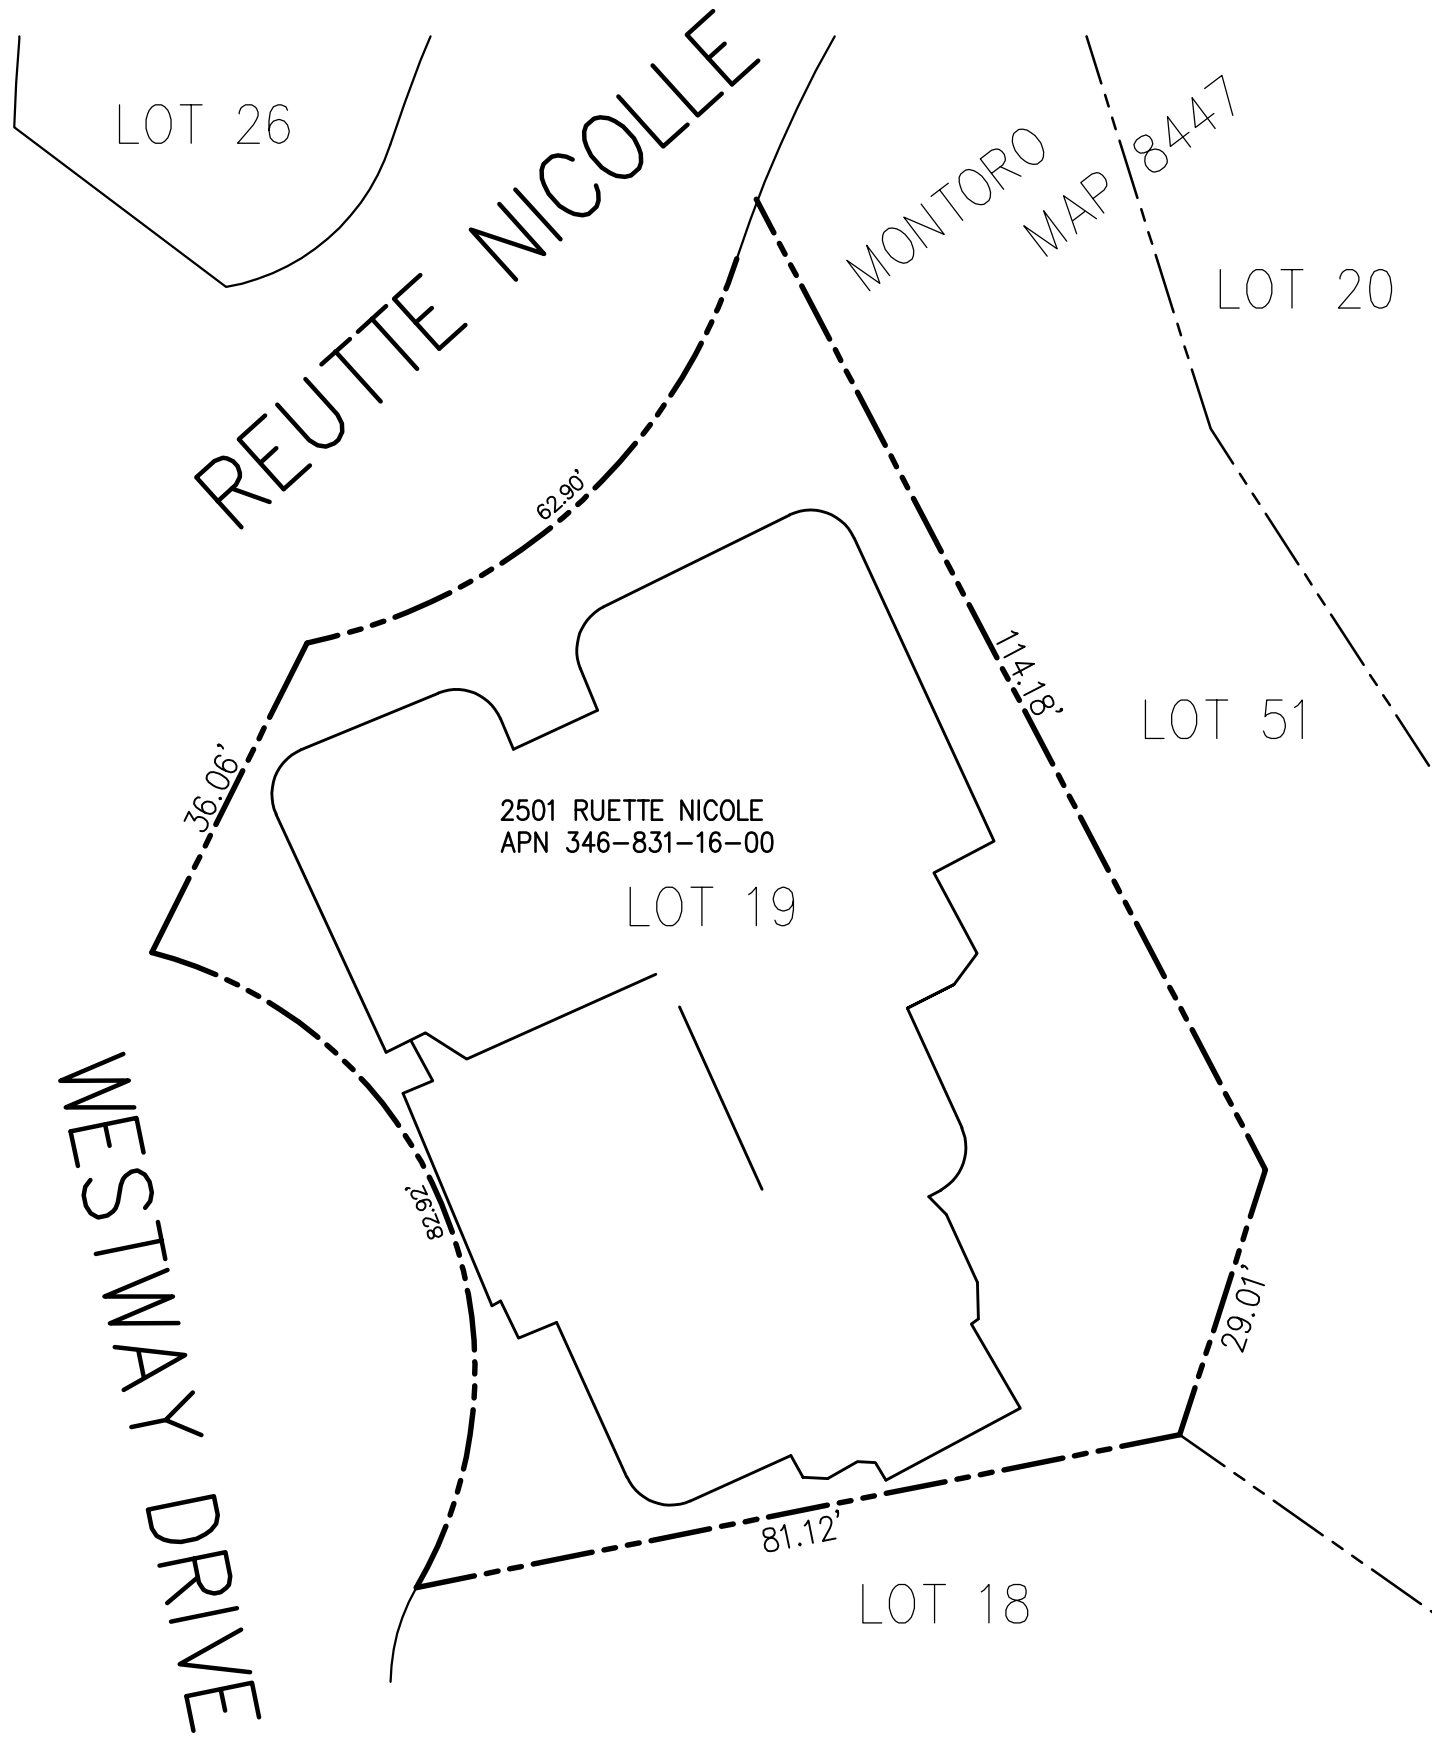 LOT 26
REUTTE NICOLLE
MONTORO
MAP 8447
LOT 20
62.90'
114.18'
LOT 51
36.06'
2501 RUETTE NICOLE
APN 346-831-16-00
LOT 19
WESTWAY DRIVE
82.92'
29.01'
81.12'
LOT 18